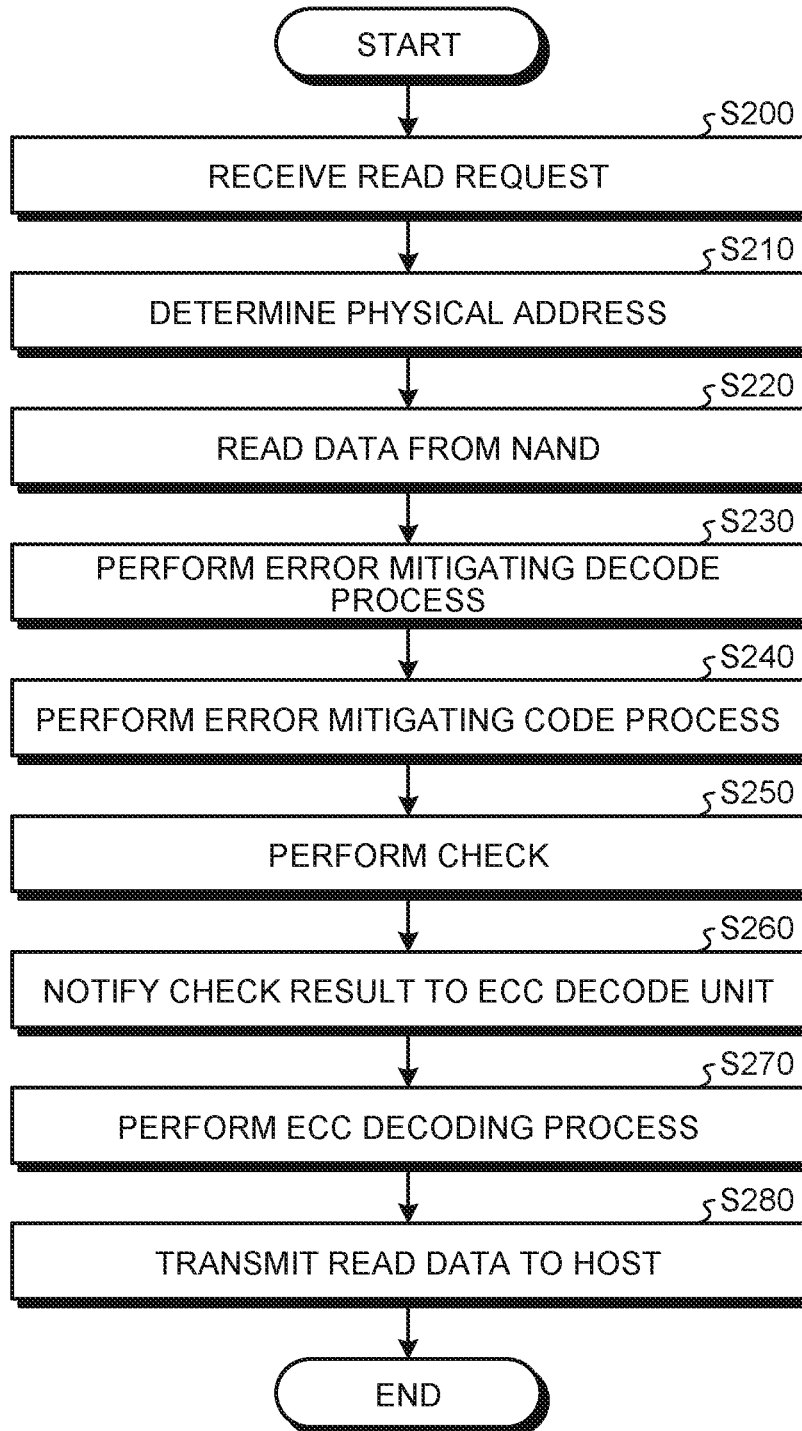 START
S200
RECEIVE READ REQUEST
S210
DETERMINE PHYSICAL ADDRESS
S220
READ DATA FROM NAND
S230
PERFORM ERROR MITIGATING DECODE
PROCESS
S240
PERFORM ERROR MITIGATING CODE PROCESS
S250
PERFORM CHECK
S260
NOTIFY CHECK RESULT TO ECC DECODE UNIT
S270
PERFORM ECC DECODING PROCESS
S280
TRANSMIT READ DATA TO HOST
END